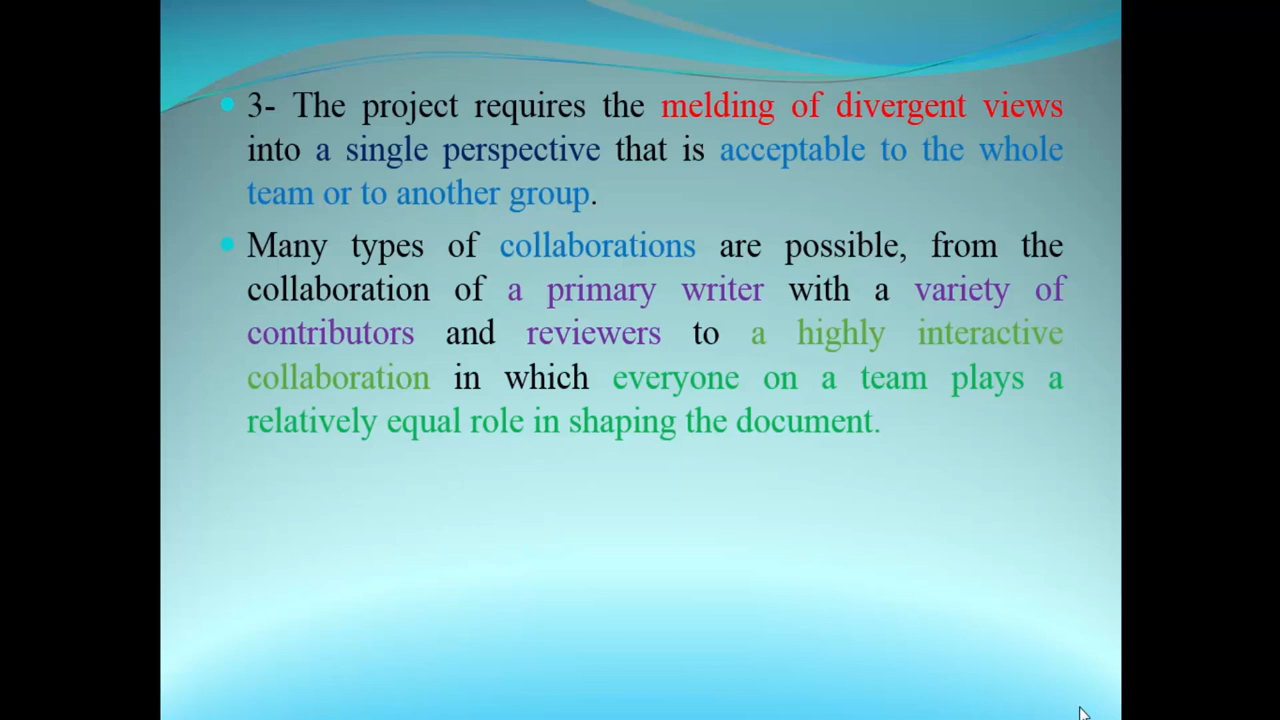 3- The project requires the melding of divergent views
into a single perspective that is acceptable to the whole
team or to another group.
Many types of collaborations are possible, from the
collaboration of a primary writer with a variety of
contributors and reviewers to a highly interactive
collaboration in which everyone on a team plays a
relatively equal role in shaping the document.